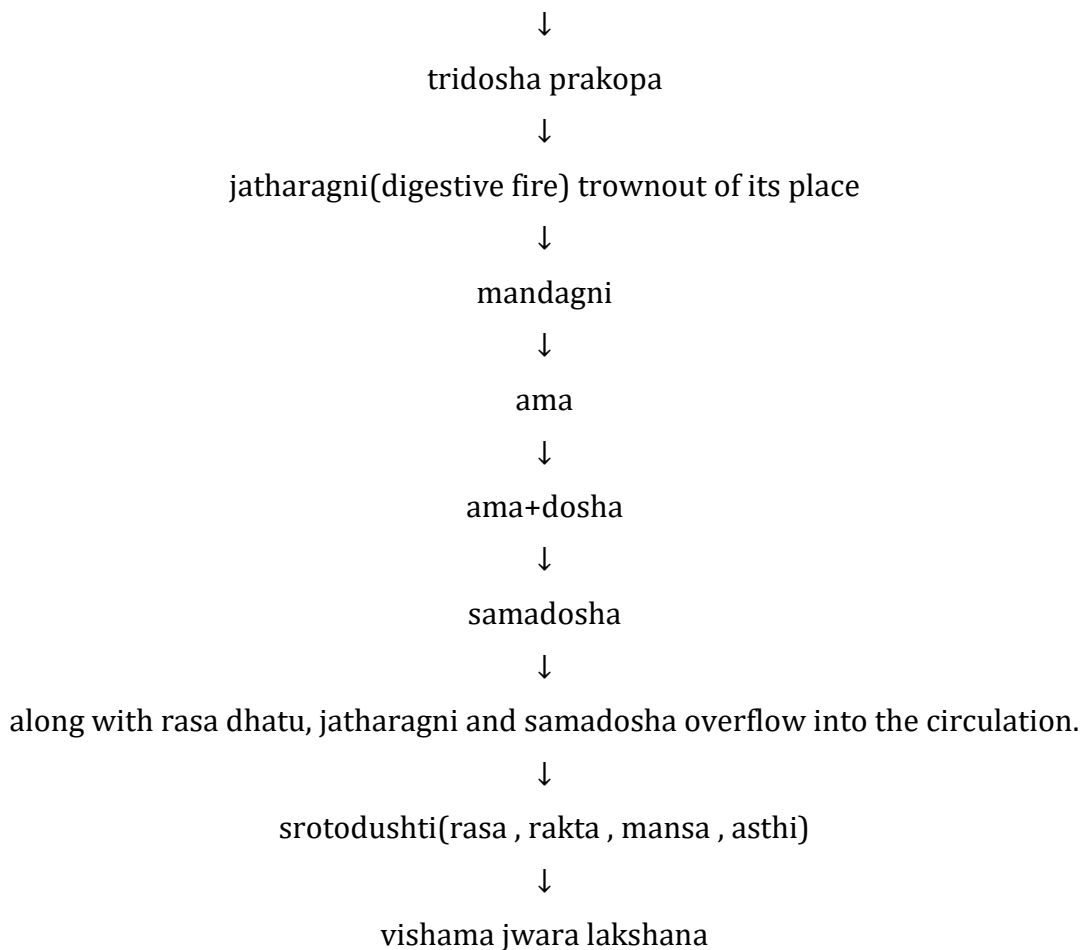 ↓
tridosha prakopa
↓
jatharagni(digestive fire) trownout of its place
↓
mandagni
↓
ama
↓
ama+dosha
↓
samadosha
↓
along with rasa dhatu, jatharagni and samadosha overflow into the circulation.
↓
srotodushti(rasa , rakta , mansa , asthi)
↓
vishama jwara lakshana